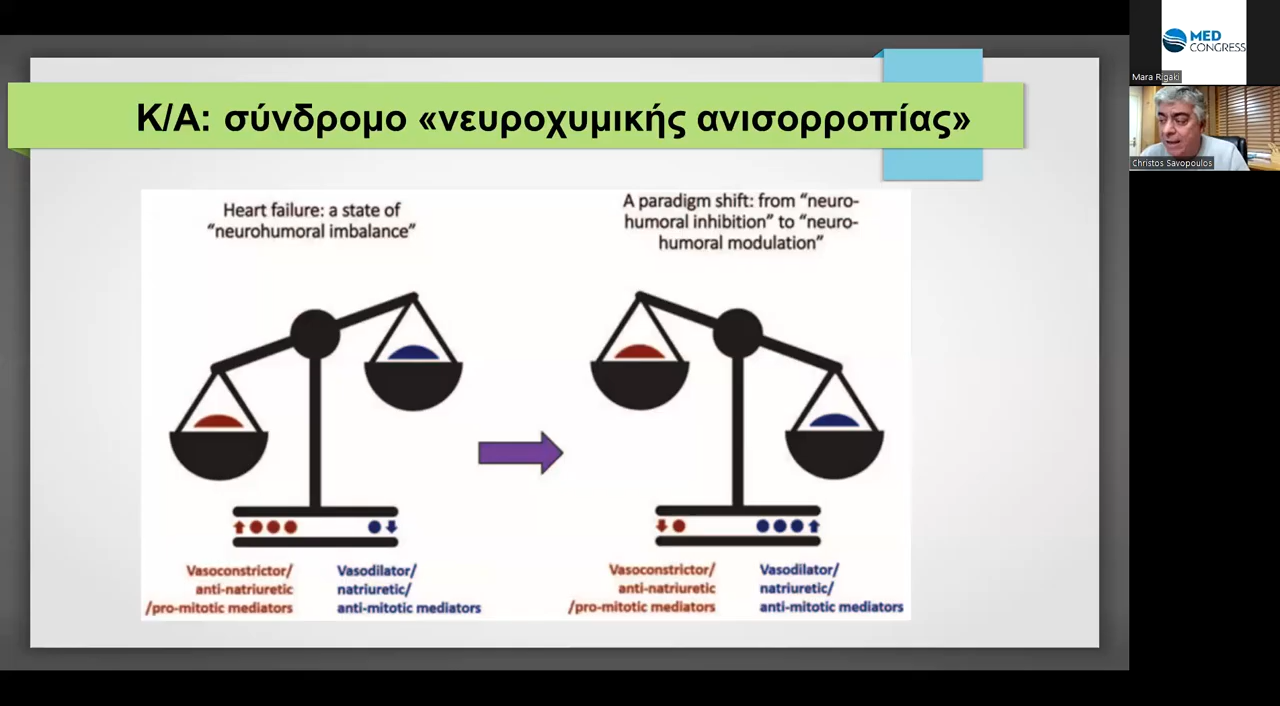 Κ/Α: σύνδρομο «νευροχυμικής ανισορροπίας»
Heart failure: a state of
"neurohumoral imbalance"
A paradigm shift: from "neuro-
humoral inhibition" to "neuro-
humoral modulation"
Vasoconstrictor/
anti-natriuretic
/pro-mitotic mediators
Vasodilator/
natriuretic/
anti-mitotic mediators
Vasoconstrictor/
anti-natriuretic
/pro-mitotic mediators
Vasodilator/
natriuretic/
anti-mitotic mediators
MED
CONGRESS
Mara Rigaki
Christos Savopoulos